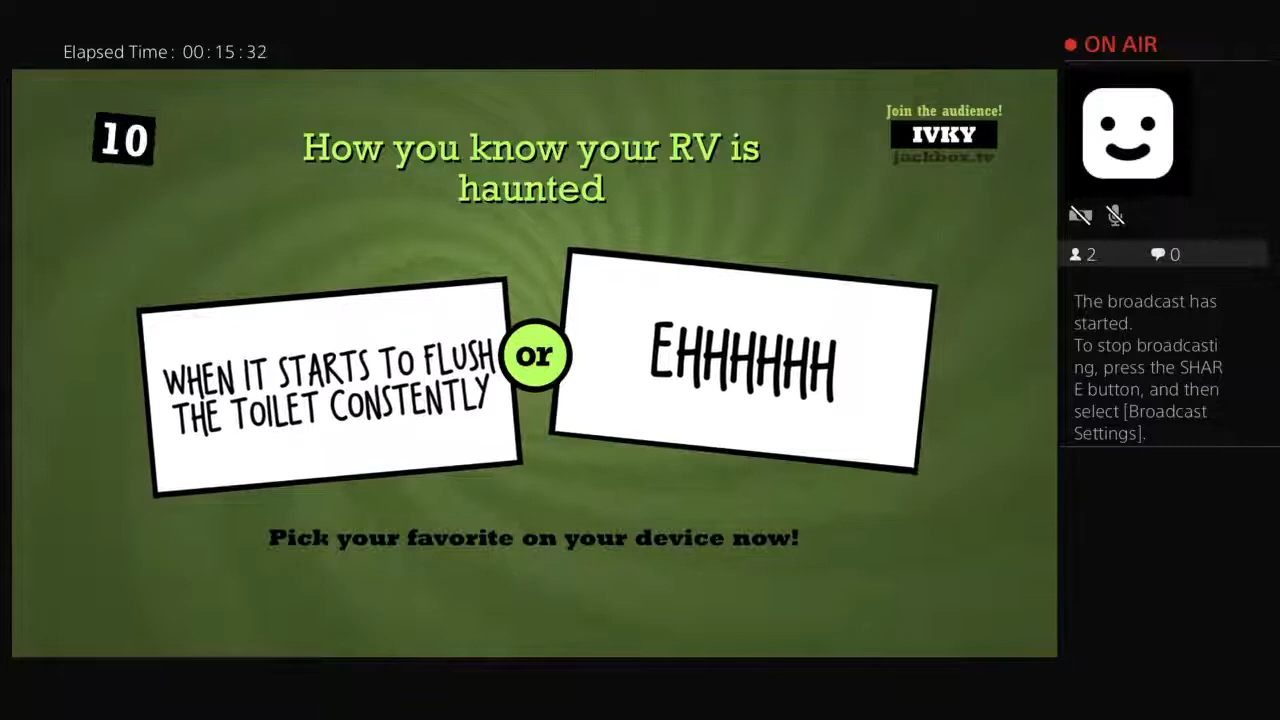 Elapsed Time: 00:15:32
ON AIR
10
How you know your RV is
haunted
Join the audience!
IVKY
jackbox.tv
WHEN IT STARTS TO FLUSH
THE TOILET CONSTENTLY
or
EHHHHHH
Pick your favorite on your device now!
2
0
The broadcast has
started.
To stop broadcasti
ng, press the SHAR
E button, and then
select [Broadcast
Settings].